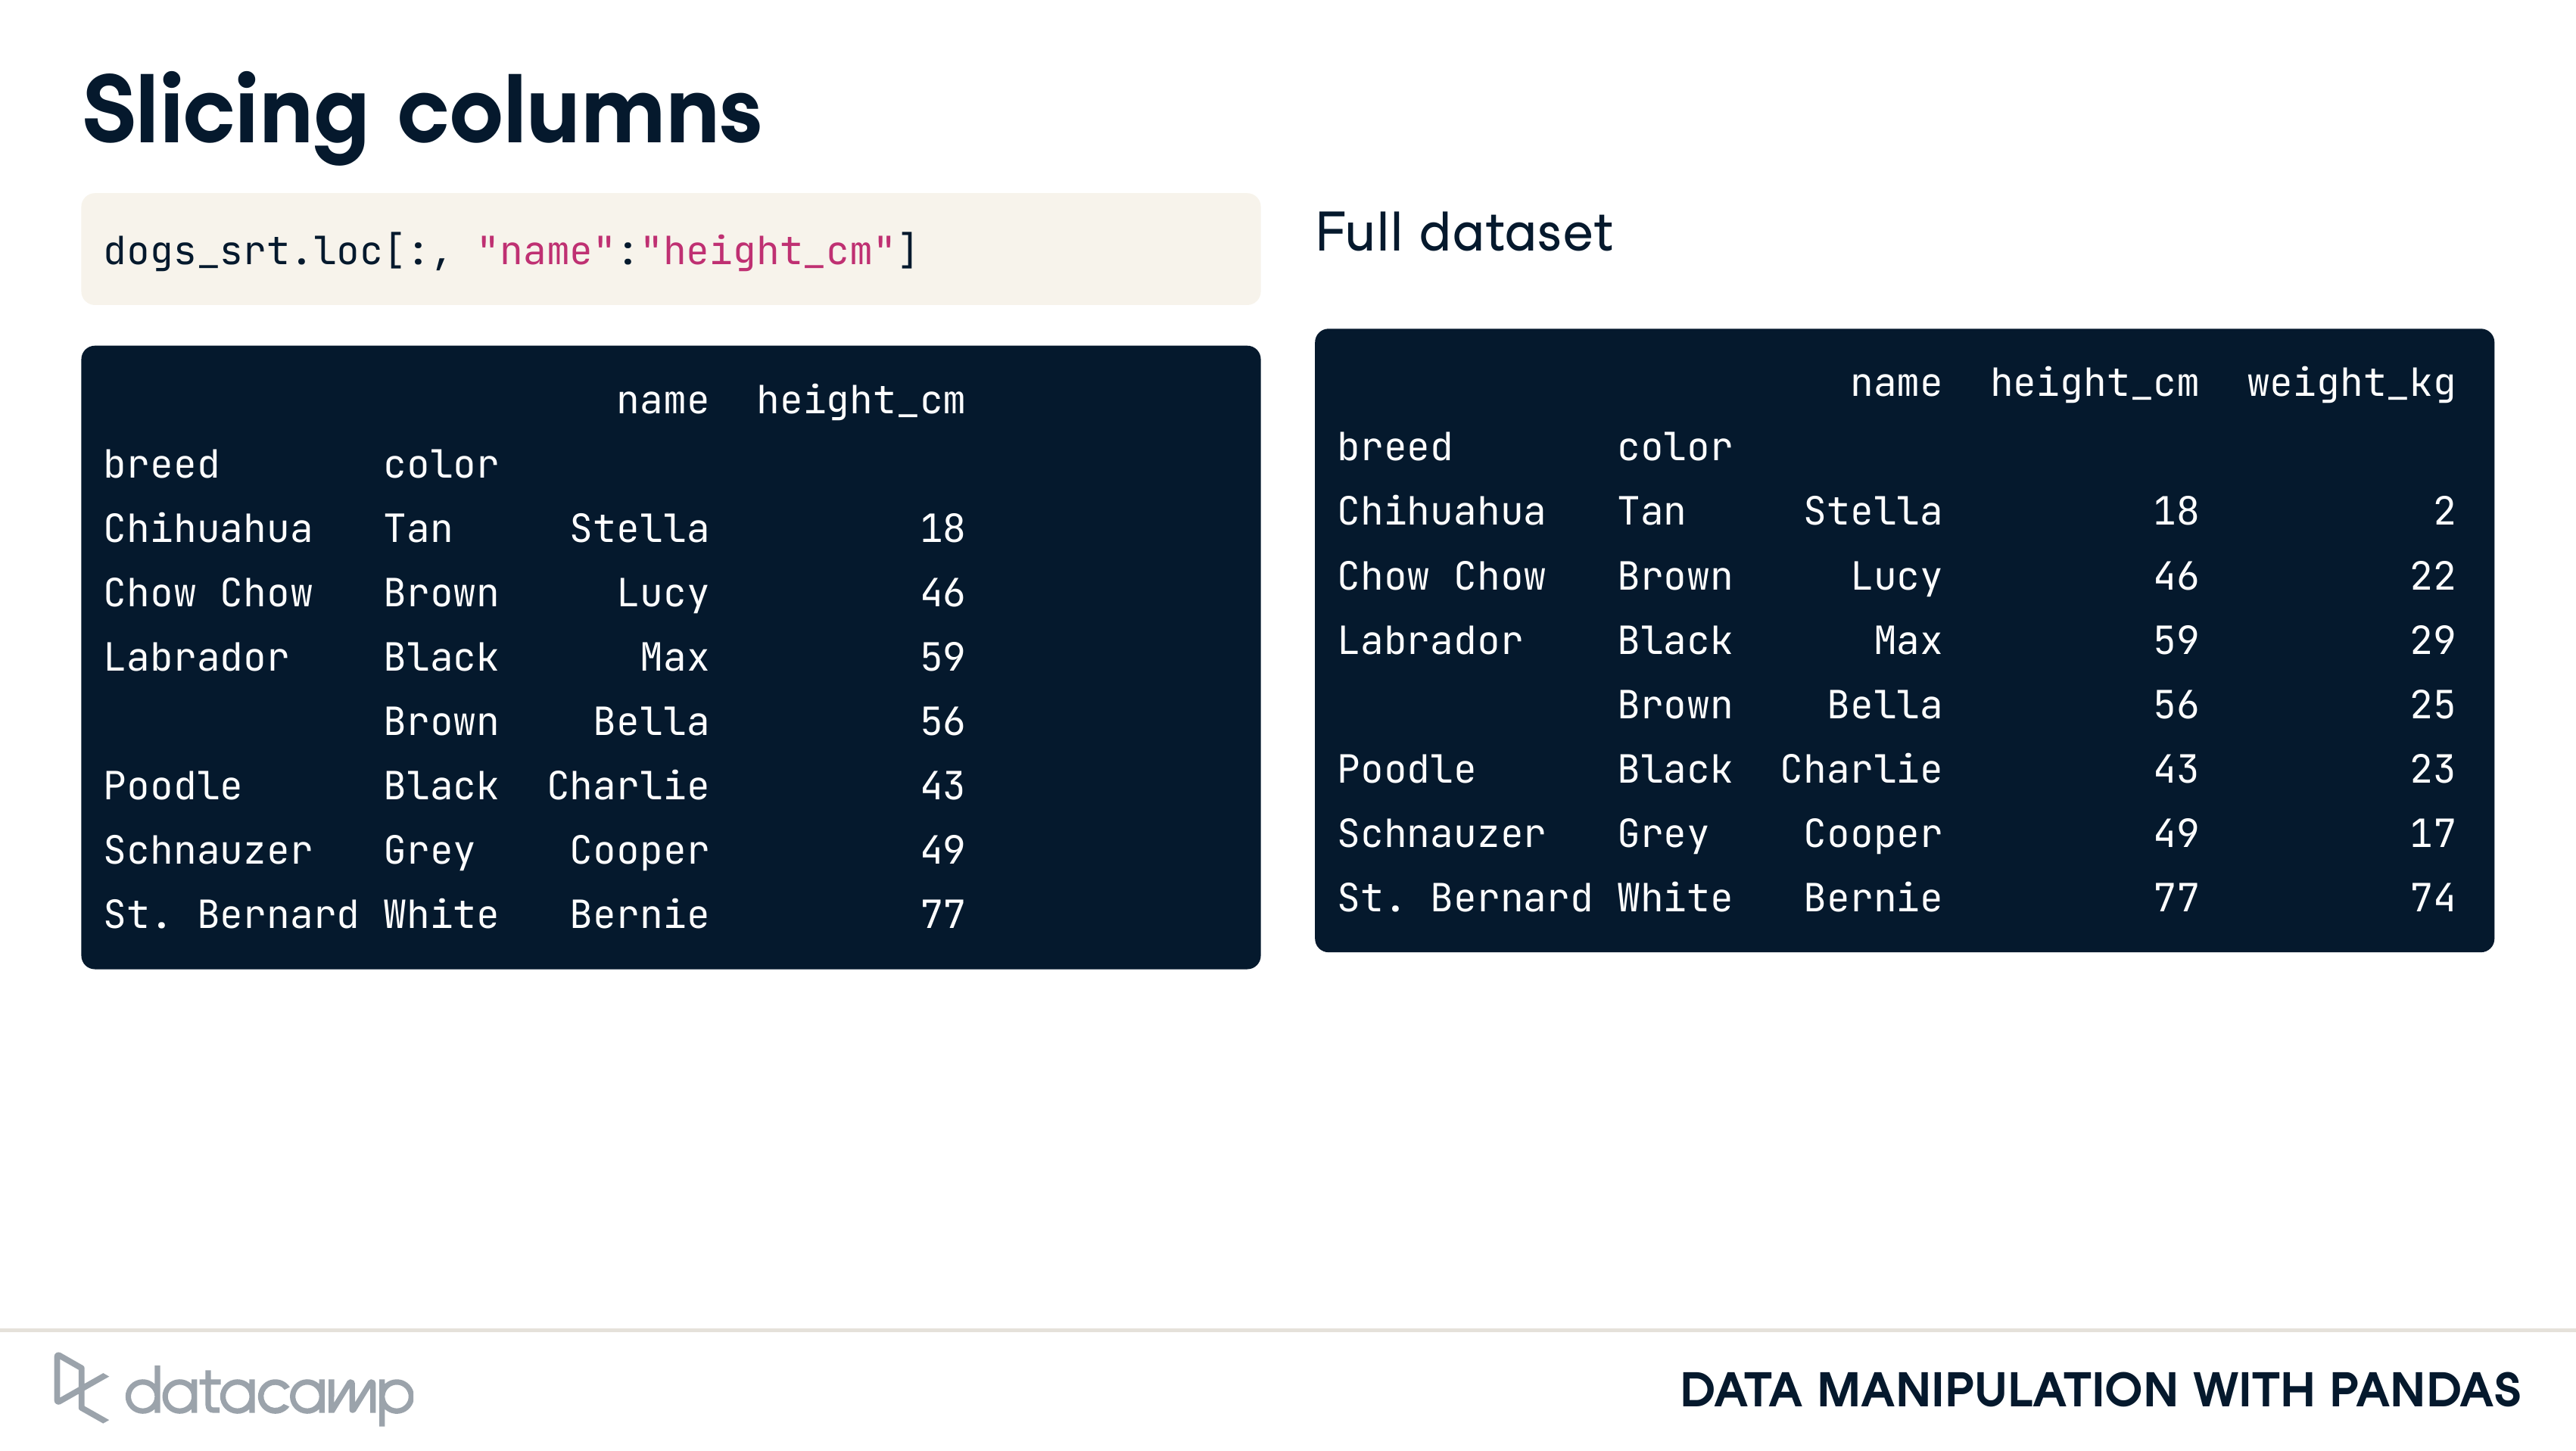 Slicing columns
dogs_srt.loc[:, "name":"height_cm"]
                      name  height_cm
breed       color
Chihuahua   Tan     Stella         18
Chow Chow   Brown     Lucy         46
Labrador    Black      Max         59
            Brown    Bella         56
Poodle      Black  Charlie         43
Schnauzer   Grey    Cooper         49
St. Bernard White   Bernie         77
Full dataset
                      name  height_cm  weight_kg
breed       color
Chihuahua   Tan     Stella         18          2
Chow Chow   Brown     Lucy         46         22
Labrador    Black      Max         59         29
            Brown    Bella         56         25
Poodle      Black  Charlie         43         23
Schnauzer   Grey    Cooper         49         17
St. Bernard White   Bernie         77         74
datacamp
DATA MANIPULATION WITH PANDAS